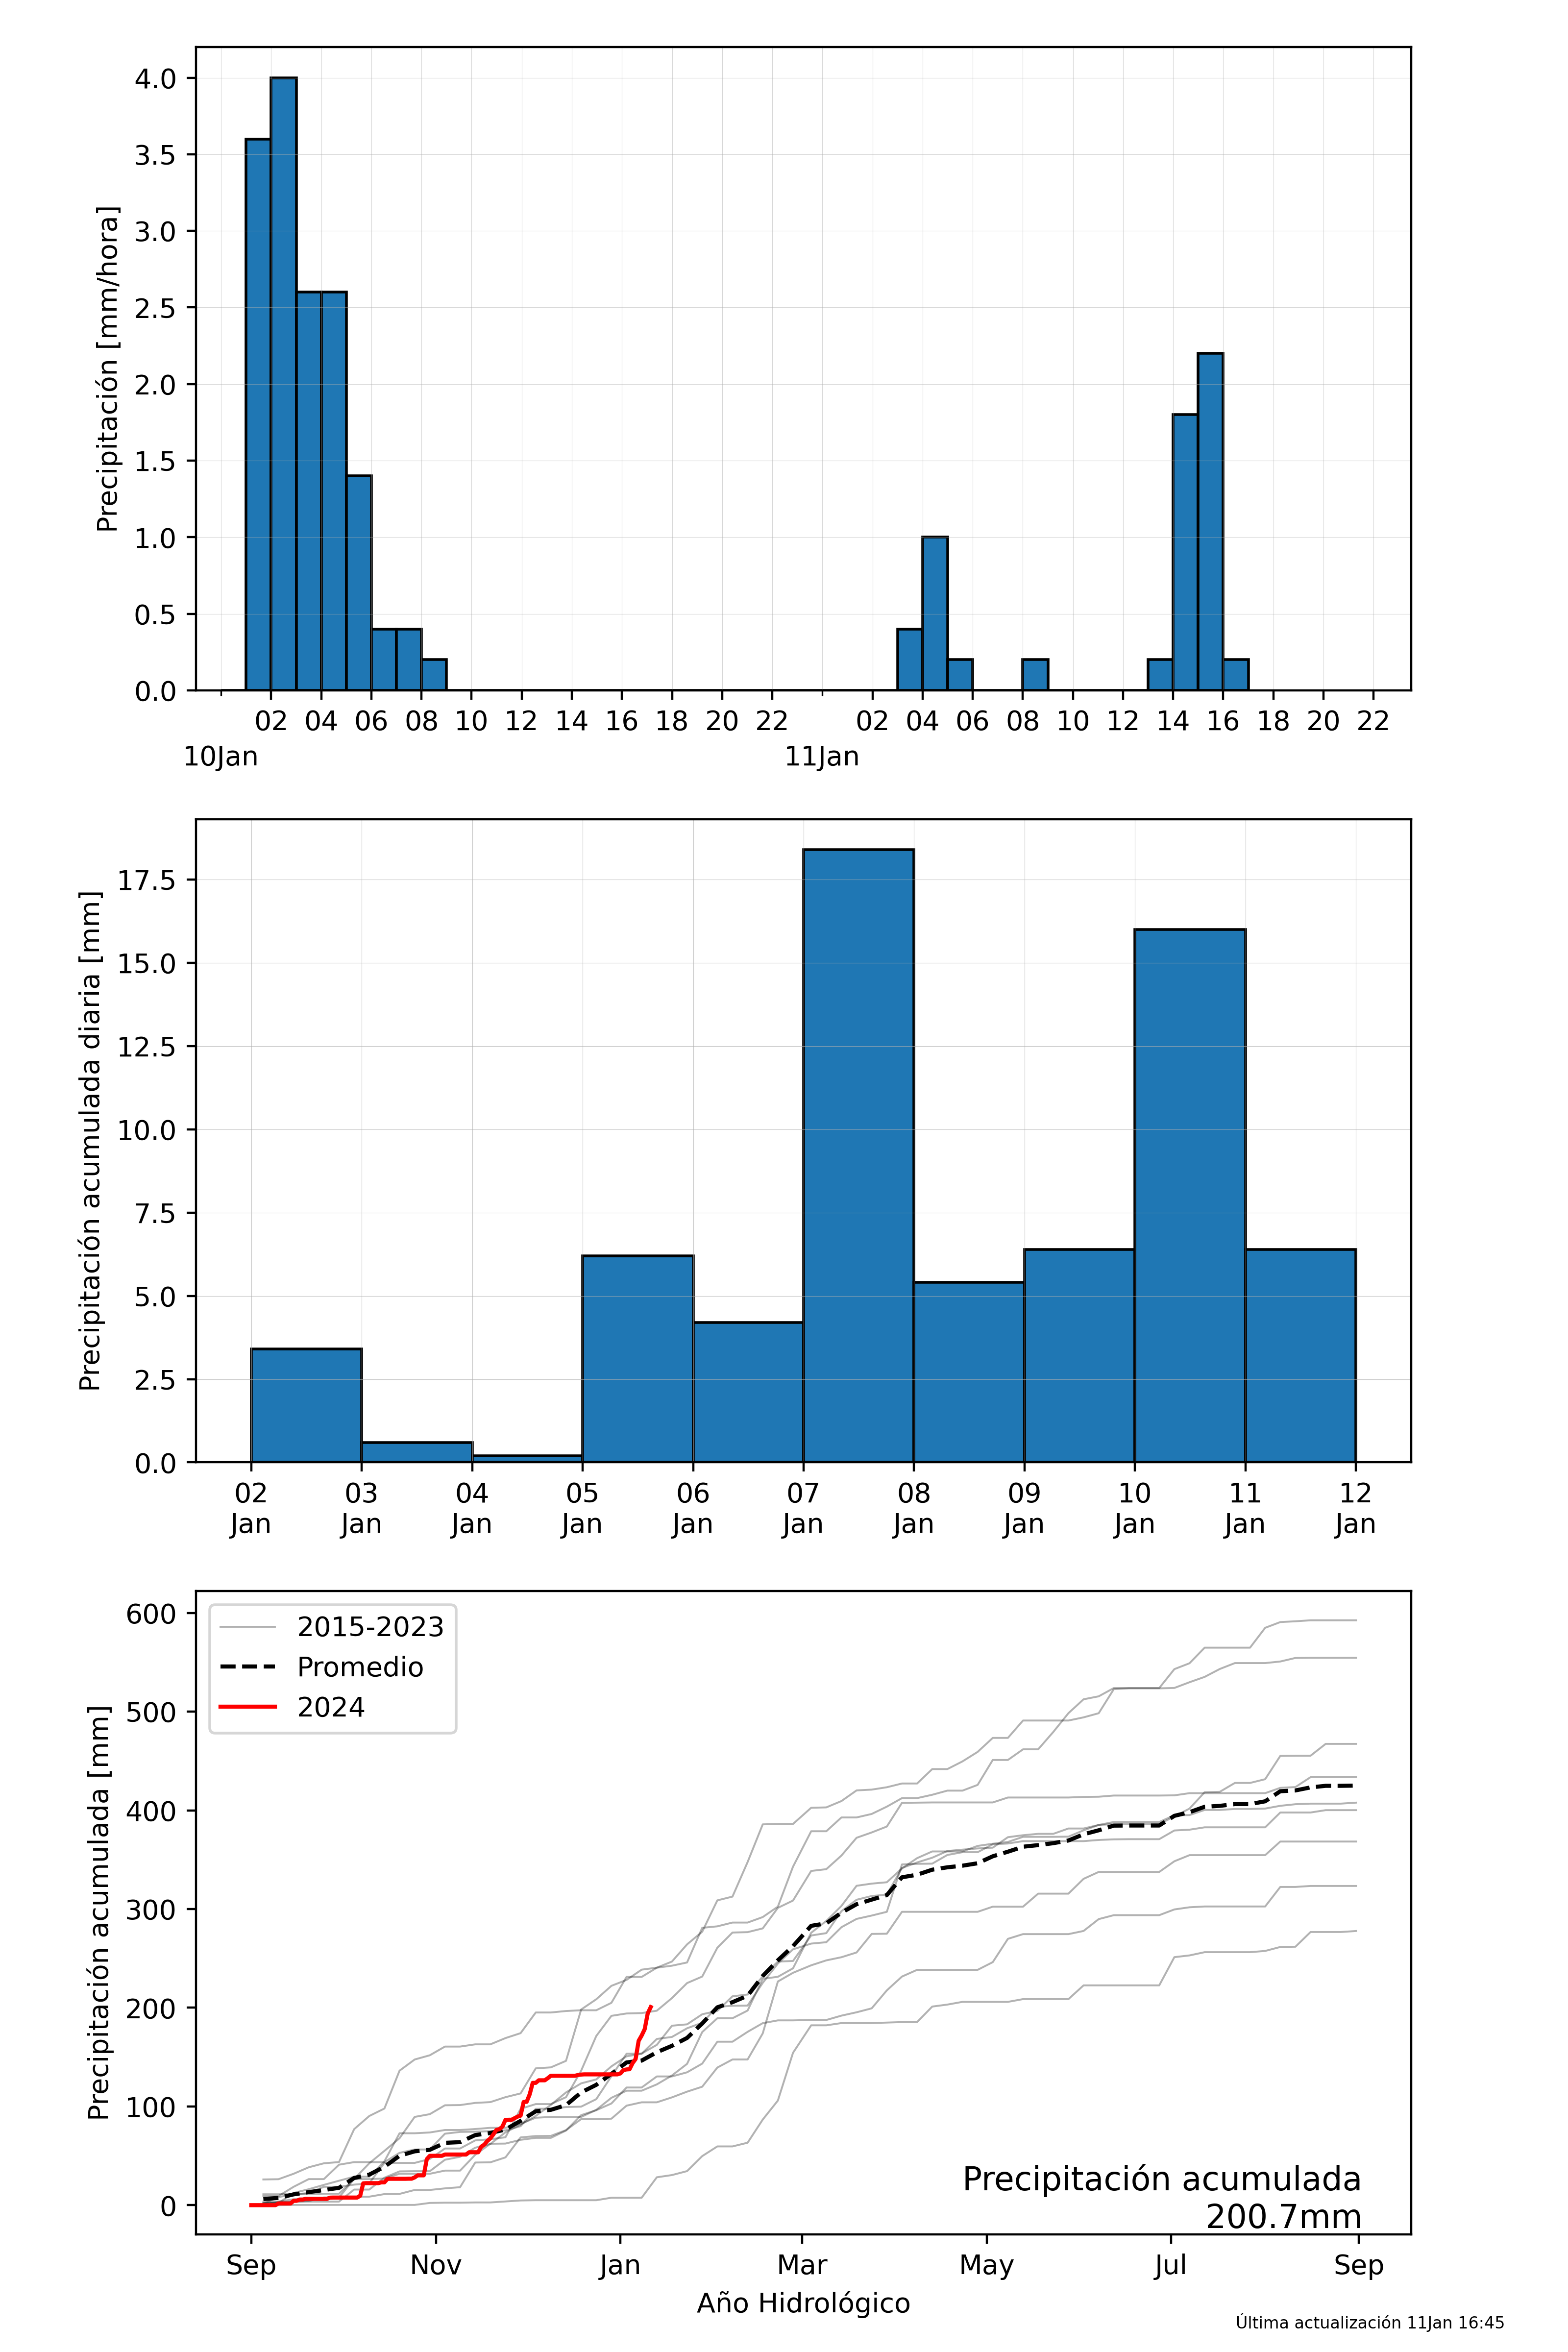 4.0
3.5
3.0
2.5
2.0
1.5
1.0
0.5
0.0
Precipitación [mm/hora]
02 04 06 08 10 12 14 16 18 20 22 02 04 06 08 10 12 14 16 18 20 22
10Jan 11Jan
17.5
15.0
12.5
10.0
7.5
5.0
2.5
0.0
Precipitación acumulada diaria [mm]
02 03 04 05 06 07 08 09 10 11 12
Jan Jan Jan Jan Jan Jan Jan Jan Jan Jan Jan
600
500
400
300
200
100
0
Precipitación acumulada [mm]
2015-2023
Promedio
2024
Precipitación acumulada
200.7mm
Sep Nov Jan Mar May Jul Sep
Año Hidrológico
Última actualización 11Jan 16:45